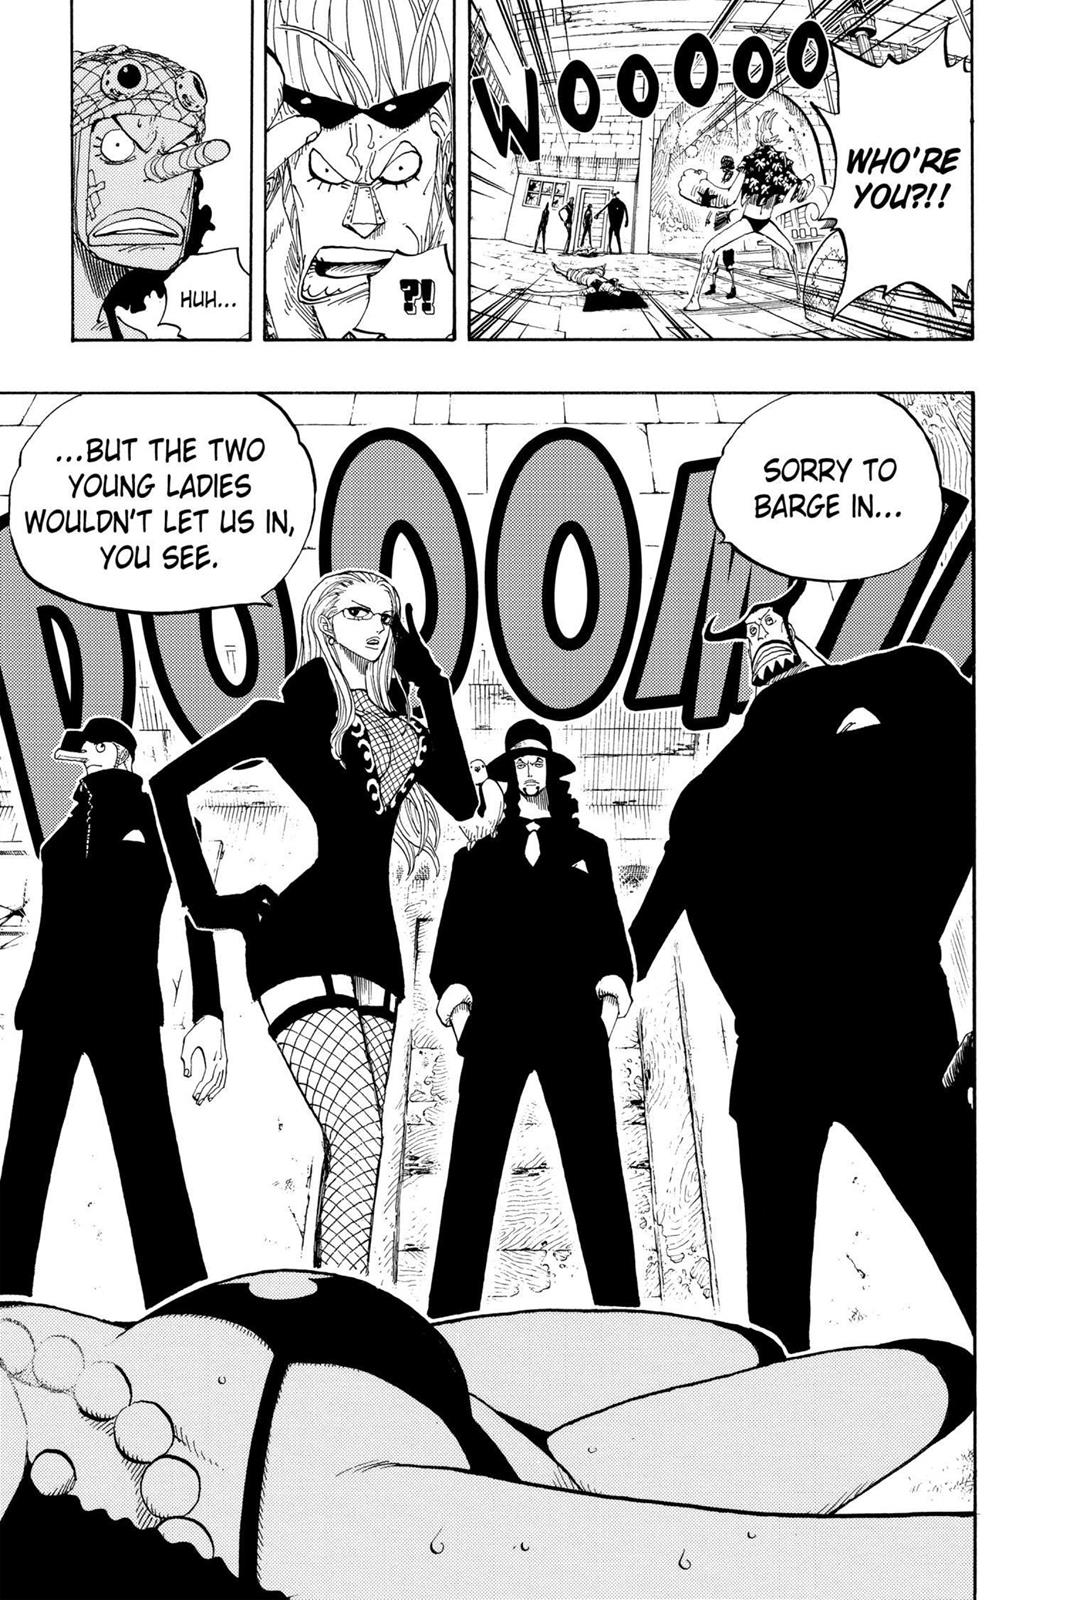 WHO'RE
YOU?!!
WOOOOO
?!
HUH...
SORRY TO
BARGE IN...
...BUT THE TWO
YOUNG LADIES
WOULDN'T LET US IN,
YOU SEE.
DOOOM!!